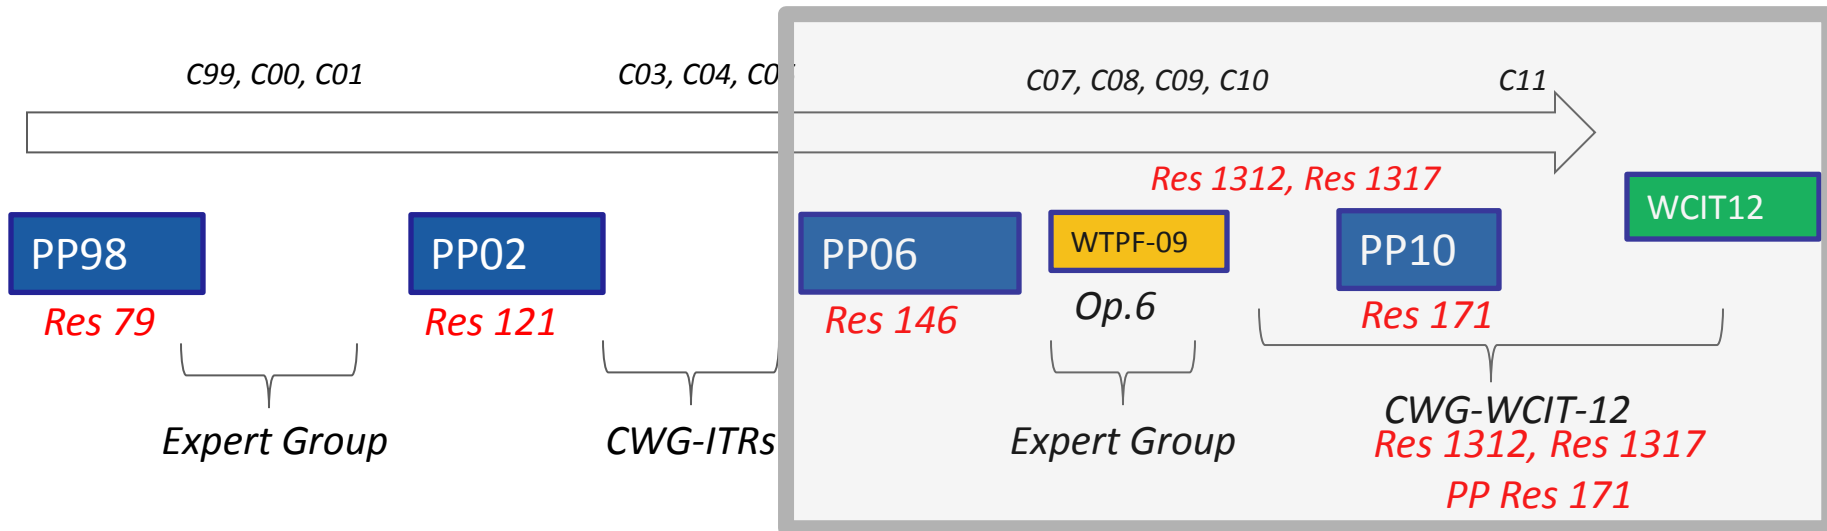 C99, C00, C01
C03, C04,
C07, C08, C09, C10
C11
Res 1312, Res 1317
PP98
Res 79
PP02
Res 121
PP06
Res 146
WTPF-09
Op.6
PP10
Res 171
WCIT12
Expert Group
CWG-ITRs
Expert Group
CWG-WCIT-12
Res 1312, Res 1317
PP Res 171